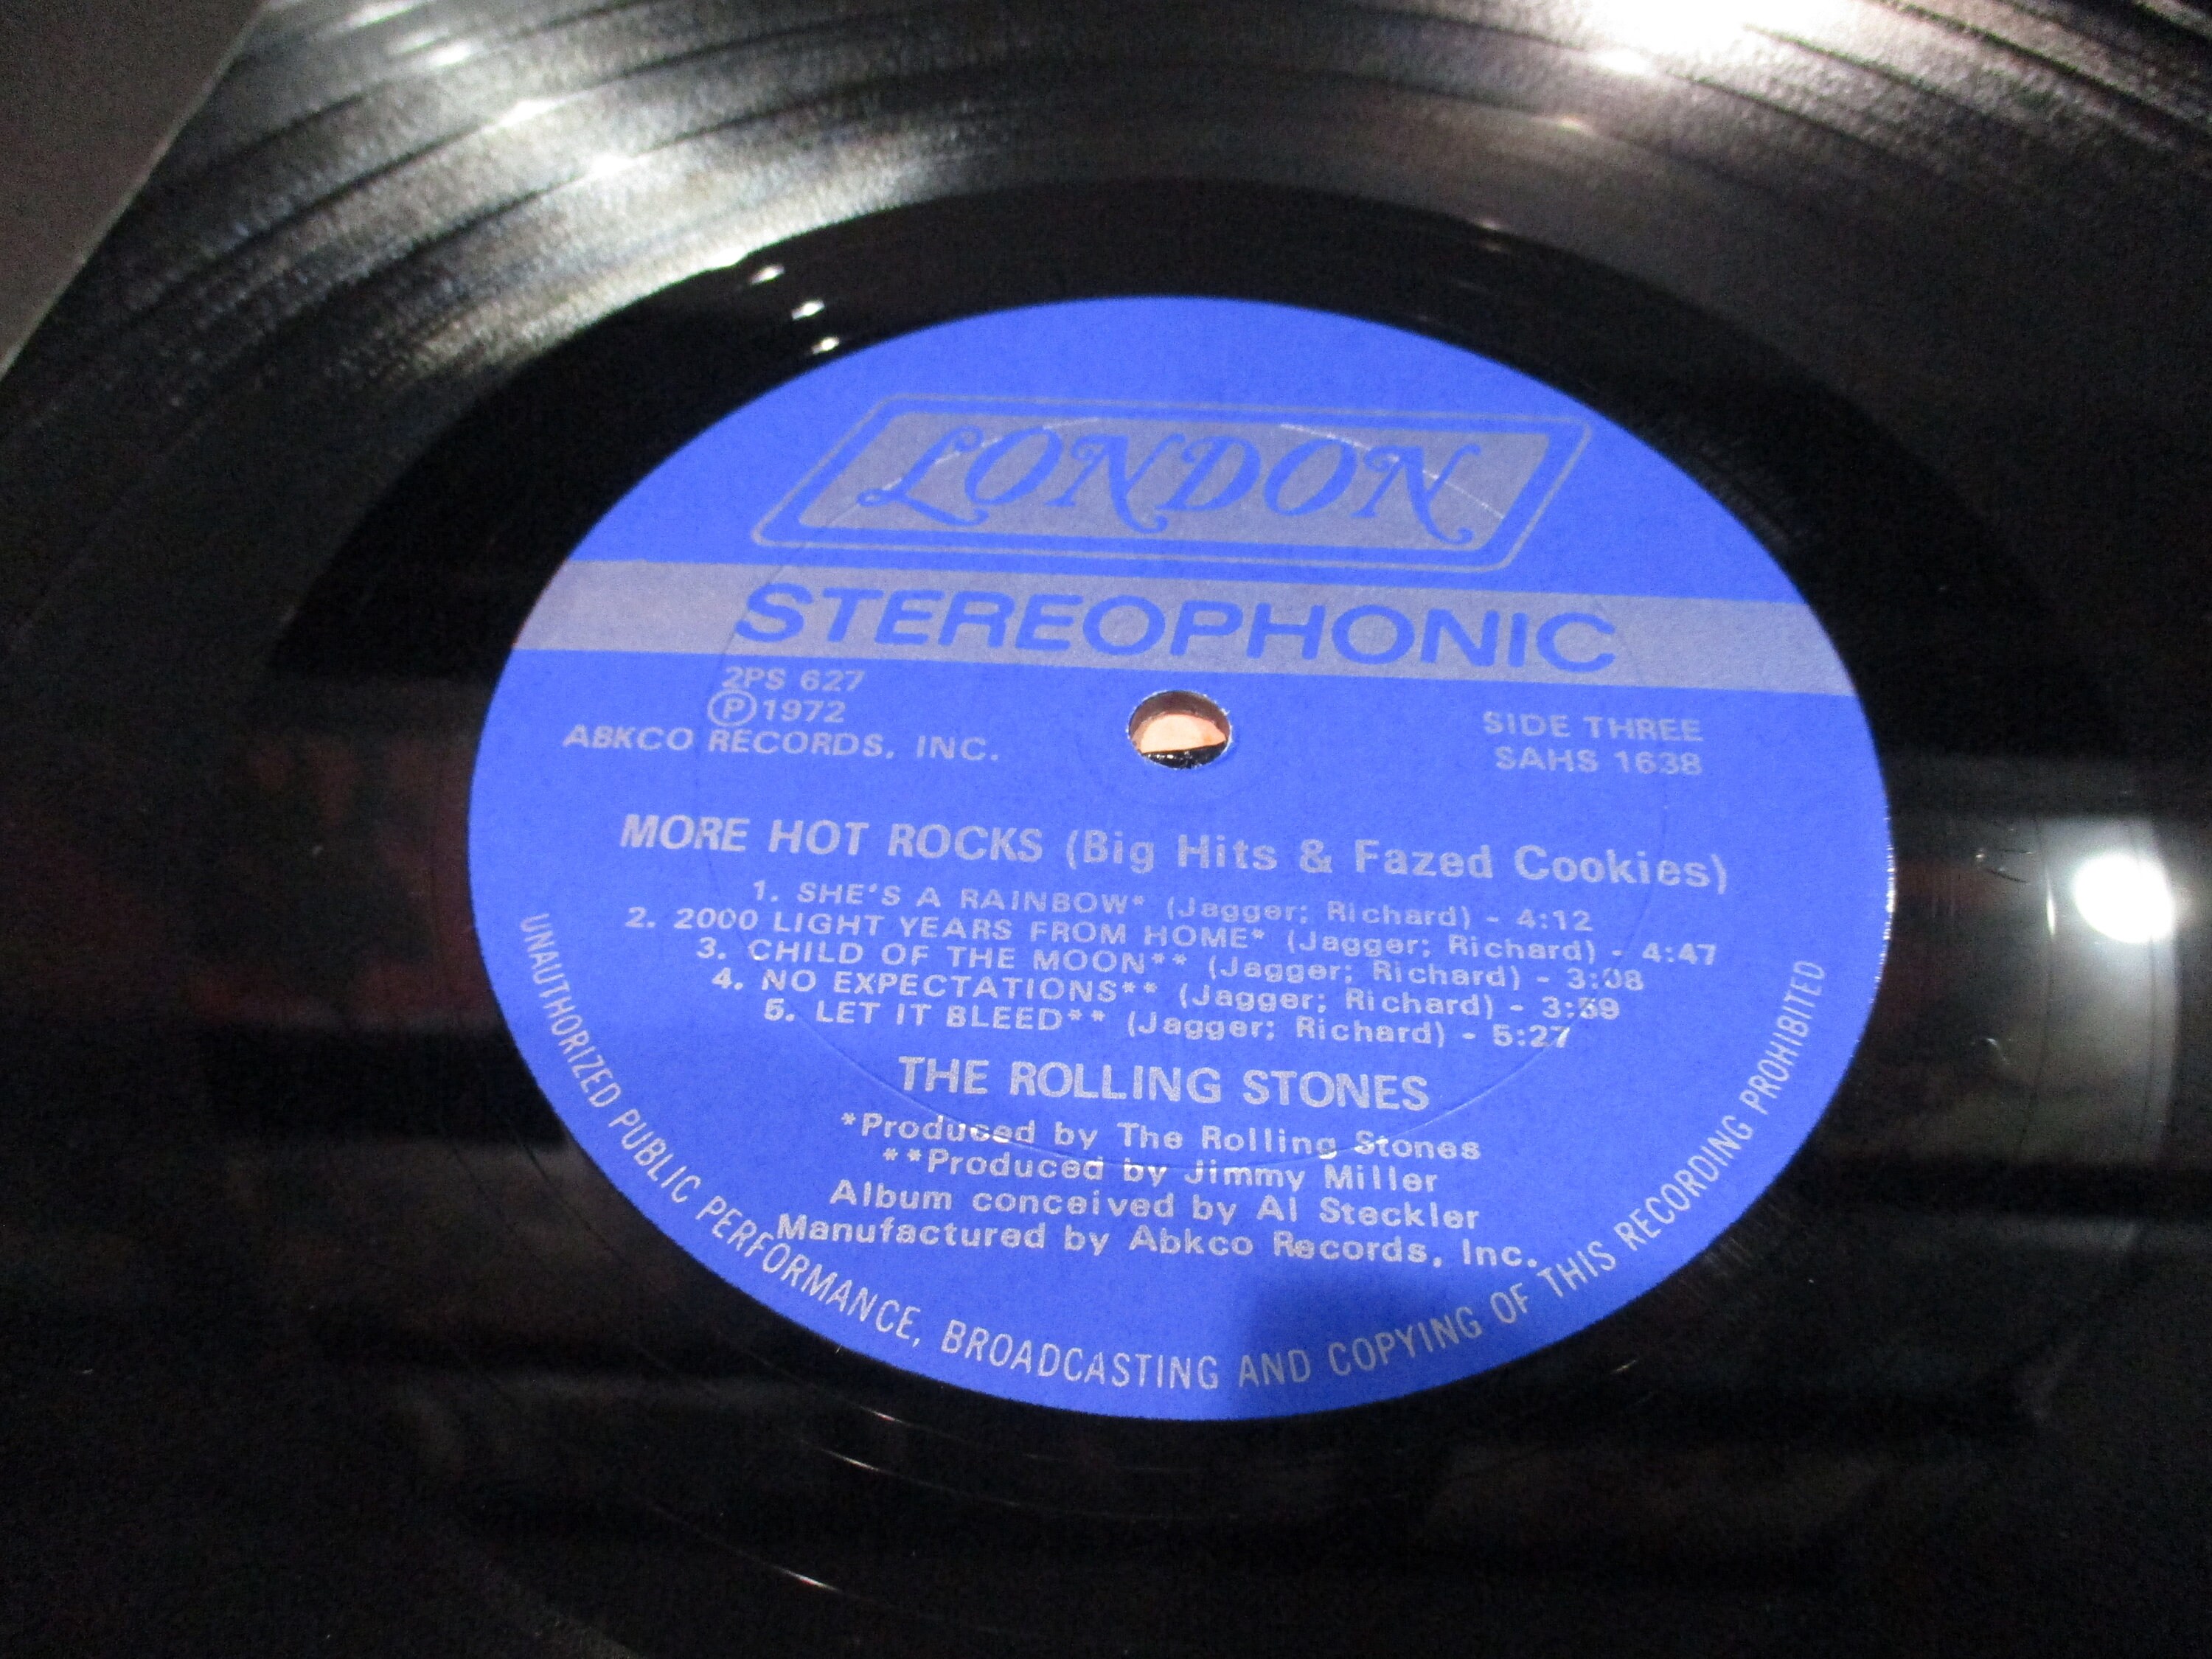 LONDON
STEREOPHONIC
2PS 627
Ⓟ1972
ABKCO RECORDS, INC.
SIDE THREE
SAHS 1638
MORE HOT ROCKS (Big Hits & Fazed Cookies)
1. SHE'S A RAINBOW* (Jagger; Richard) - 4:12
2. 2000 LIGHT YEARS FROM HOME* (Jagger; Richard) - 4:47
3. CHILD OF THE MOON** (Jagger; Richard) - 3:08
4. NO EXPECTATIONS** (Jagger; Richard) - 3:59
5. LET IT BLEED** (Jagger; Richard) - 5:27
THE ROLLING STONES
*Produced by The Rolling Stones
**Produced by Jimmy Miller
Album conceived by Al Steckler
Manufactured by Abkco Records, Inc.
UNAUTHORIZED PUBLIC PERFORMANCE, BROADCASTING AND COPYING OF THIS RECORDING PROHIBITED